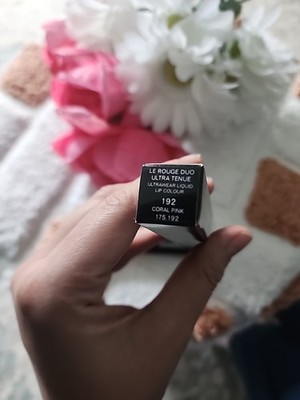 LE ROUGE DUO
ULTRA TENUE
ULTRAWEAR LIQUID
LIP COLOUR
192
CORAL PINK
175.192